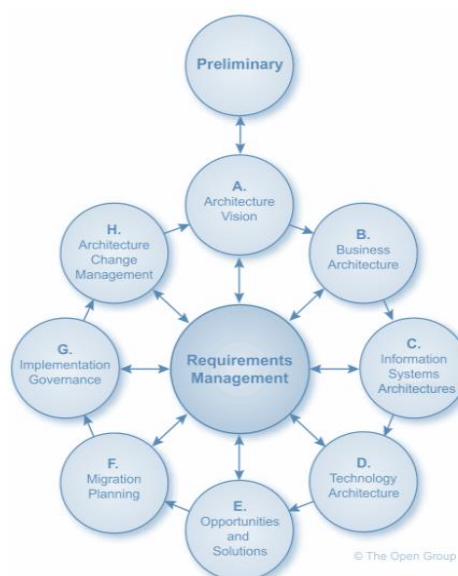 Preliminary
A.
Architecture
Vision
B.
Business
Architecture
C.
Information
Systems
Architectures
D.
Technology
Architecture
E.
Opportunities
and
Solutions
F.
Migration
Planning
G.
Implementation
Governance
H.
Architecture
Change
Management
Requirements
Management
© The Open Group